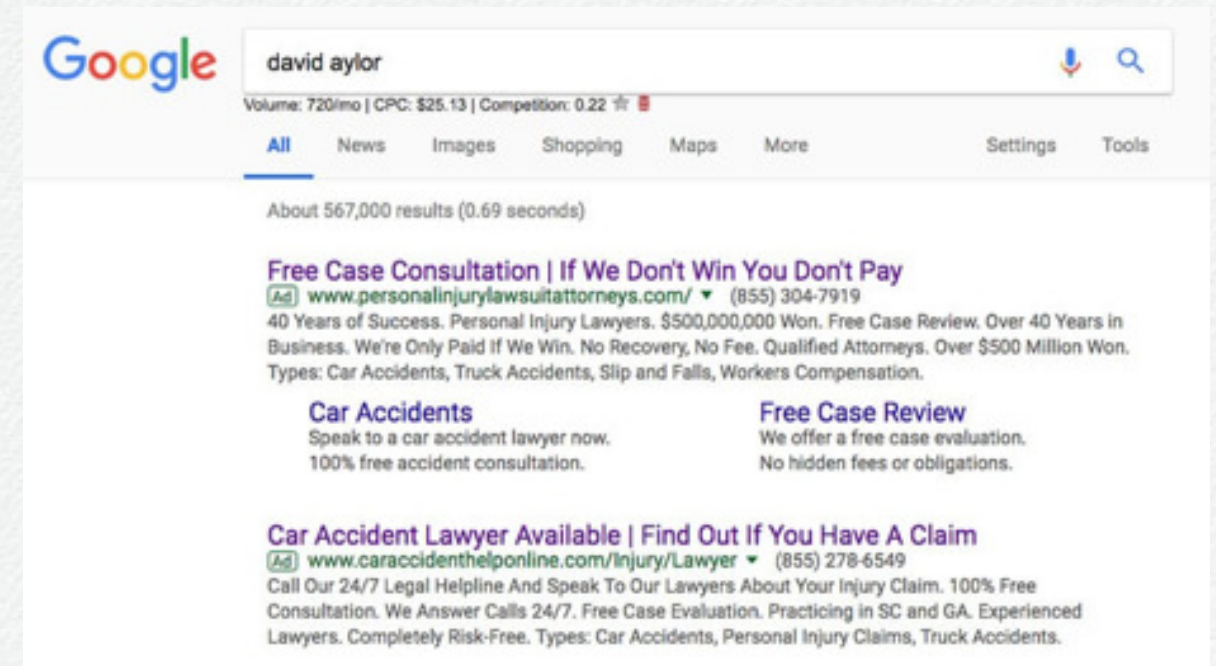 Google
david aylor
Volume: 720/mo | CPC: $25.13 | Competition: 0.22
All News Images Shopping Maps More Settings Tools
About 567,000 results (0.69 seconds)
Free Case Consultation | If We Don't Win You Don't Pay
Ad www.personalinjurylawsuitattorneys.com/ (855) 304-7919
40 Years of Success. Personal Injury Lawyers. $500,000,000 Won. Free Case Review. Over 40 Years in
Business. We're Only Paid If We Win. No Recovery, No Fee. Qualified Attorneys. Over $500 Million Won.
Types: Car Accidents, Truck Accidents, Slip and Falls, Workers Compensation.
Car Accidents
Speak to a car accident lawyer now.
100% free accident consultation.
Free Case Review
We offer a free case evaluation.
No hidden fees or obligations.
Car Accident Lawyer Available | Find Out If You Have A Claim
Ad www.caraccidenthelponline.com/Injury/Lawyer (855) 278-6549
Call Our 24/7 Legal Helpline And Speak To Our Lawyers About Your Injury Claim. 100% Free
Consultation. We Answer Calls 24/7. Free Case Evaluation. Practicing in SC and GA. Experienced
Lawyers. Completely Risk-Free. Types: Car Accidents, Personal Injury Claims, Truck Accidents.